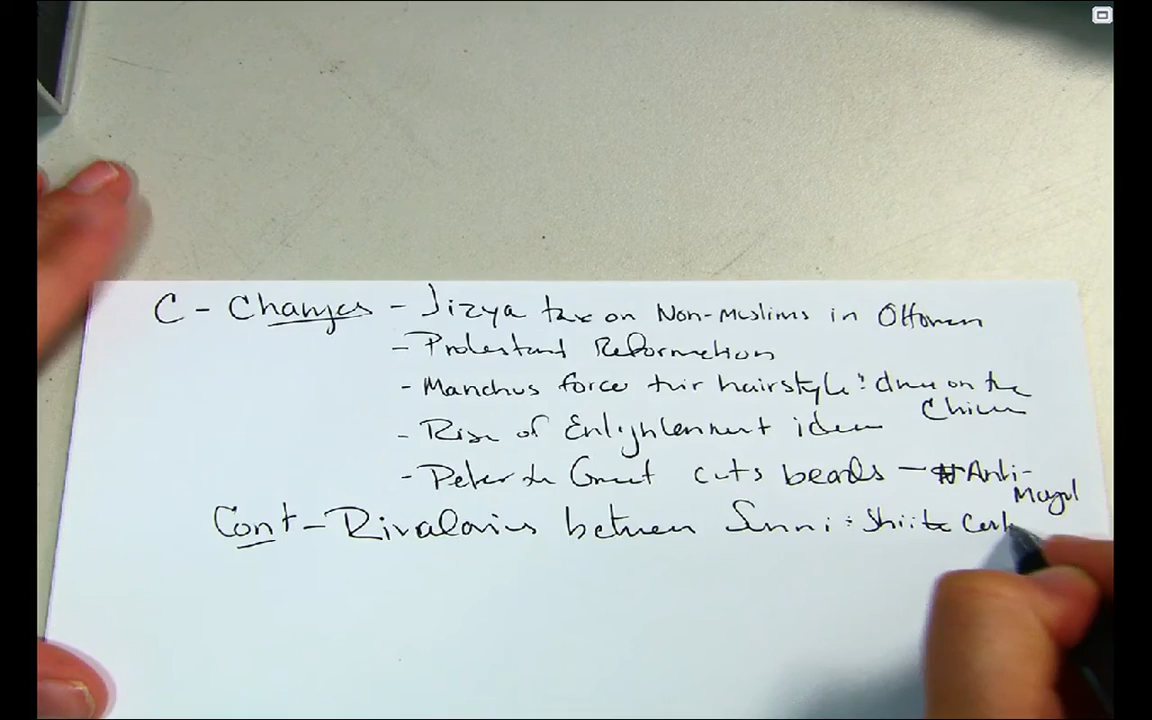 C - Changes - Jizya tax on Non-Muslims in Ottoman
- Protestant Reformation
- Manchus force their hairstyle & dress on the
Chinese
- Rise of Enlightenment ideas
- Peter the Great cuts beards - Anti-
Mogul
Cont - Rivalaries between Sunni & Shiite